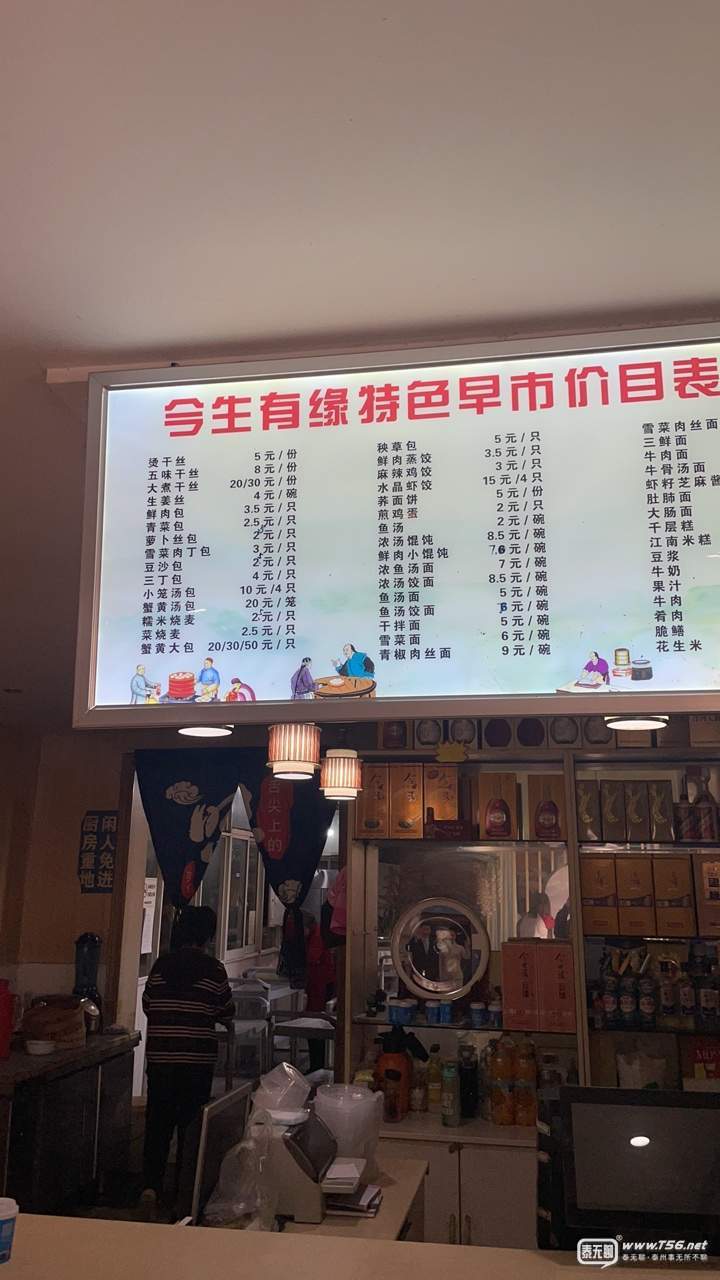 今生有缘特色早市价目表
烫干丝 5元/份
五味干丝 8元/份
大煮干丝 20/30元/份
生姜丝 4元/碗
鲜肉包 3.5元/只
青菜包 2.5元/只
萝卜丝包 元/只
雪菜肉丁包 3元/只
豆沙包 元/只
三丁包 4元/只
小笼汤包 10元/4只
蟹黄汤包 20元/笼
糯米烧麦 元/只
菜烧麦 2.5元/只
蟹黄大包 20/30/50元/只
秧草包 5元/只
鲜肉蒸饺 3.5元/只
麻辣鸡饺 3元/只
水晶虾饺 15元/4只
荞面饼 5元/份
煎鸡蛋 2元/只
鱼汤 2元/碗
浓汤馄饨 8.5元/碗
鲜肉小馄饨 元/碗
浓鱼汤面 7元/碗
浓汤饺面 8.5元/碗
鱼汤面 5元/碗
鱼汤饺面 元/碗
干拌面 5元/碗
雪菜面 6元/碗
青椒肉丝面 9元/碗
雪菜肉丝面
三鲜面
牛肉面
牛骨汤面
虾籽芝麻酱
肚肺面
大肠面
千层糕
江南米糕
豆浆
牛奶
果汁
牛肉
肴肉
脆鳝
花生米
舌尖上的
闲人免进
厨房重地
泰无聊® www.T56.net
泰无聊·泰州事无所不聊